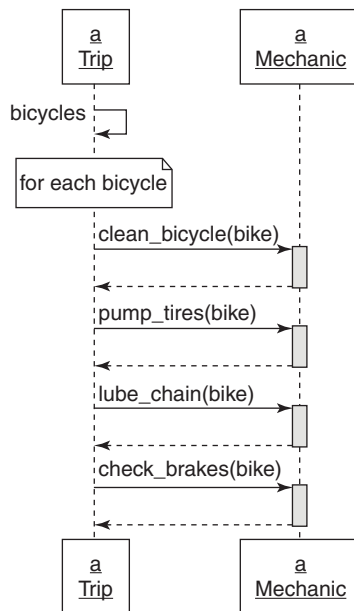 a
Trip
a
Mechanic
bicycles
for each bicycle
clean_bicycle(bike)
pump_tires(bike)
lube_chain(bike)
check_brakes(bike)
a
Trip
a
Mechanic